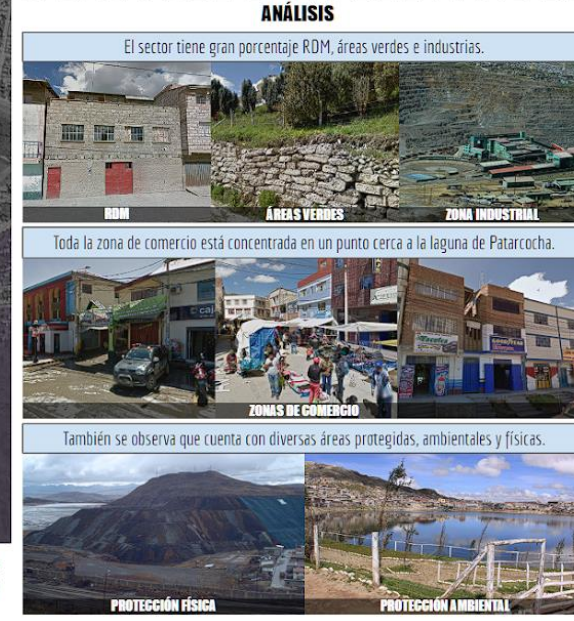 ANÁLISIS
El sector tiene gran porcentaje RDM, áreas verdes e industrias.
RDM
ÁREAS VERDES
ZONA INDUSTRIAL
Toda la zona de comercio está concentrada en un punto cerca a la laguna de Patarcocha.
caj
GOODYEAR
ZONAS DE COMERCIO
También se observa que cuenta con diversas áreas protegidas, ambientales y físicas.
PROTECCIÓN FÍSICA
PROTECCIÓN AMBIENTAL